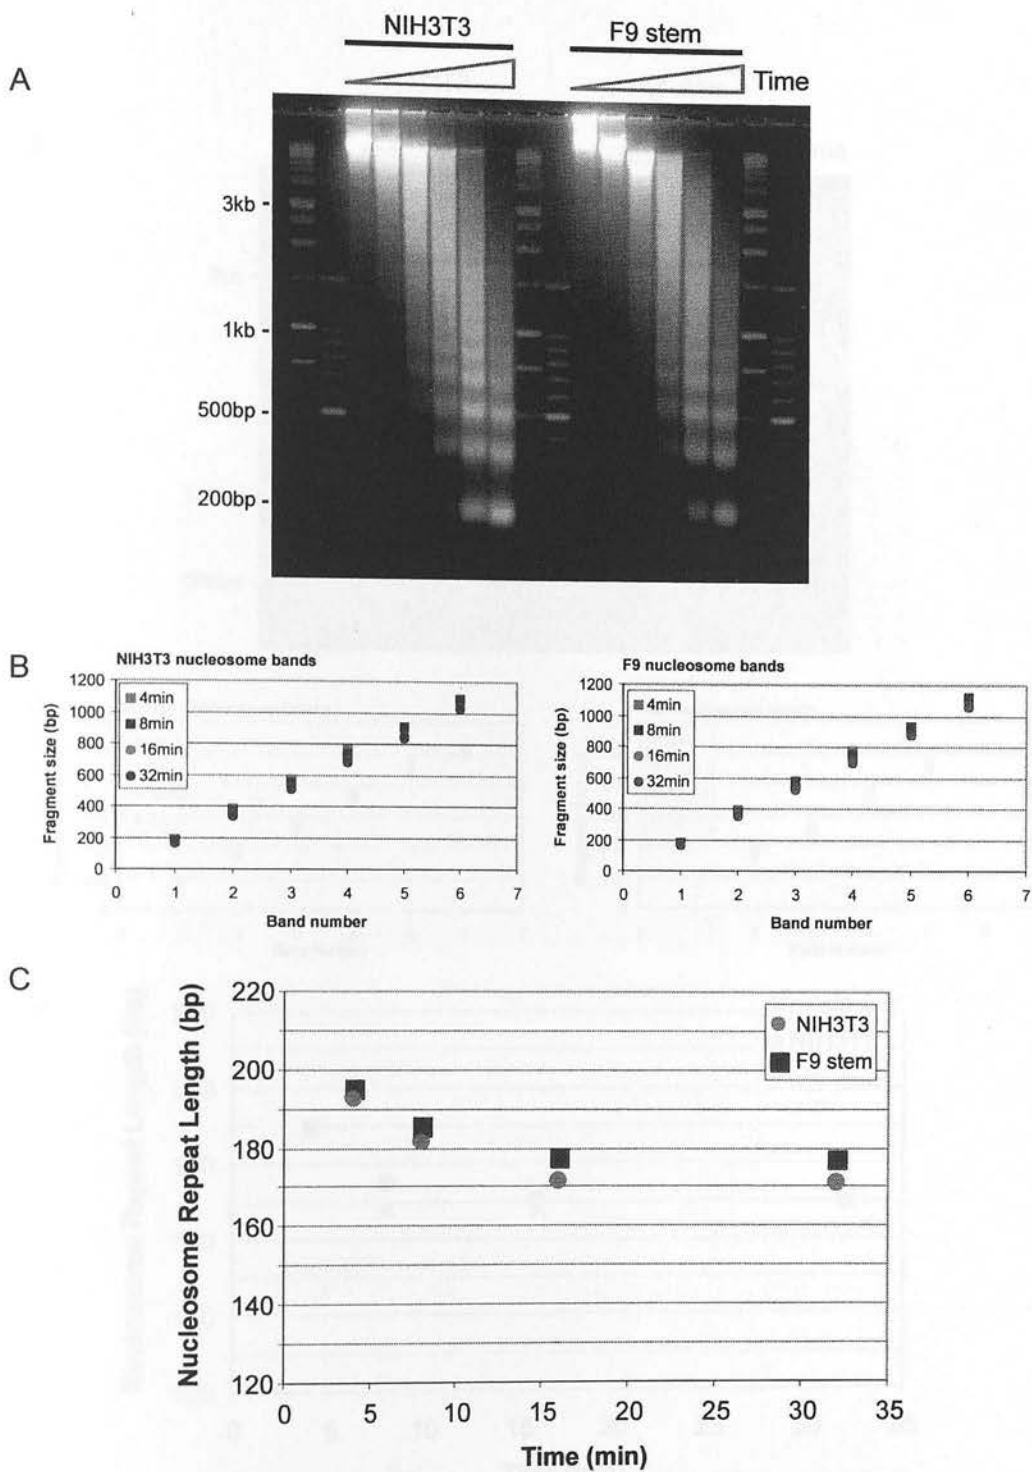 NIH3T3
F9 stem
A
Time
3kb -
1kb -
500bp -
200bp -
B
NIH3T3 nucleosome bands
Fragment size (bp)
1200
1000
800
600
400
200
0
4min
8min
16min
32min
0 1 2 3 4 5 6 7
Band number
F9 nucleosome bands
Fragment size (bp)
1200
1000
800
600
400
200
0
4min
8min
16min
32min
0 1 2 3 4 5 6 7
Band number
C
Nucleosome Repeat Length (bp)
220
200
180
160
140
120
NIH3T3
F9 stem
0 5 10 15 20 25 30 35
Time (min)